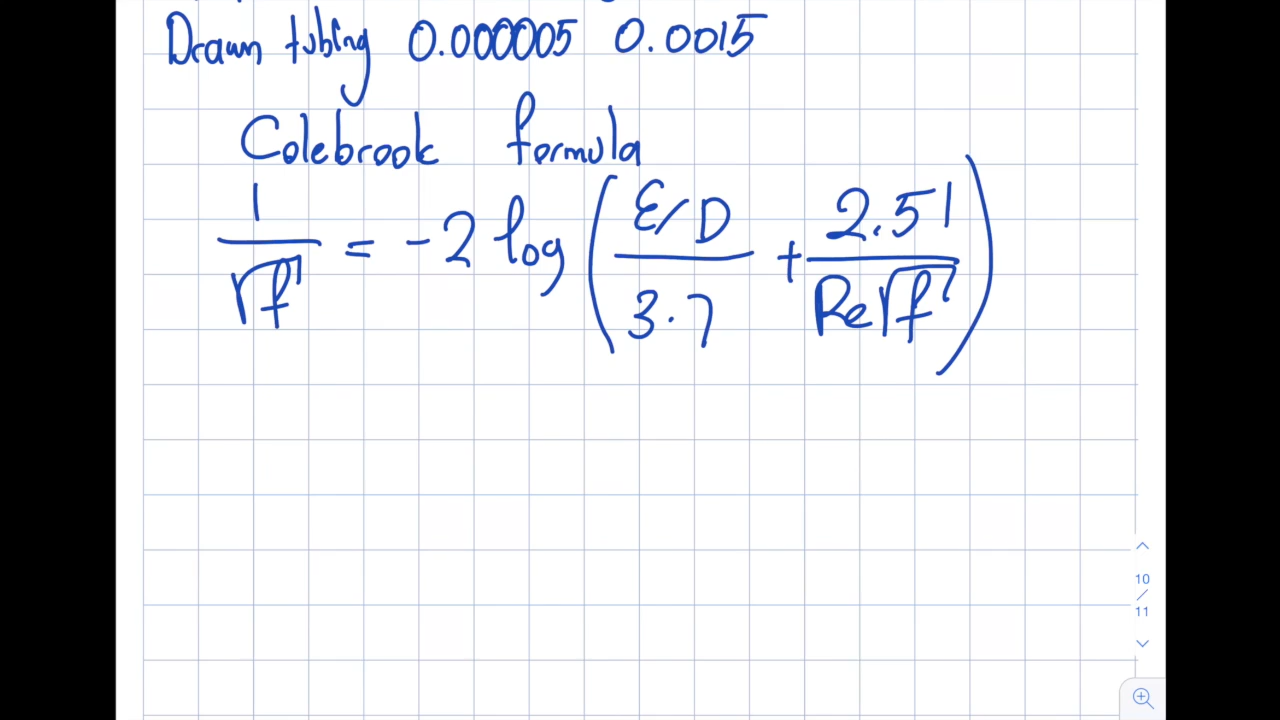 Drawn tubing 0.000005 0.0015
Colebrook formula
1/√f = -2 log ( (ε/D)/3.7 + 2.51/(Re√f) )
10
/
11